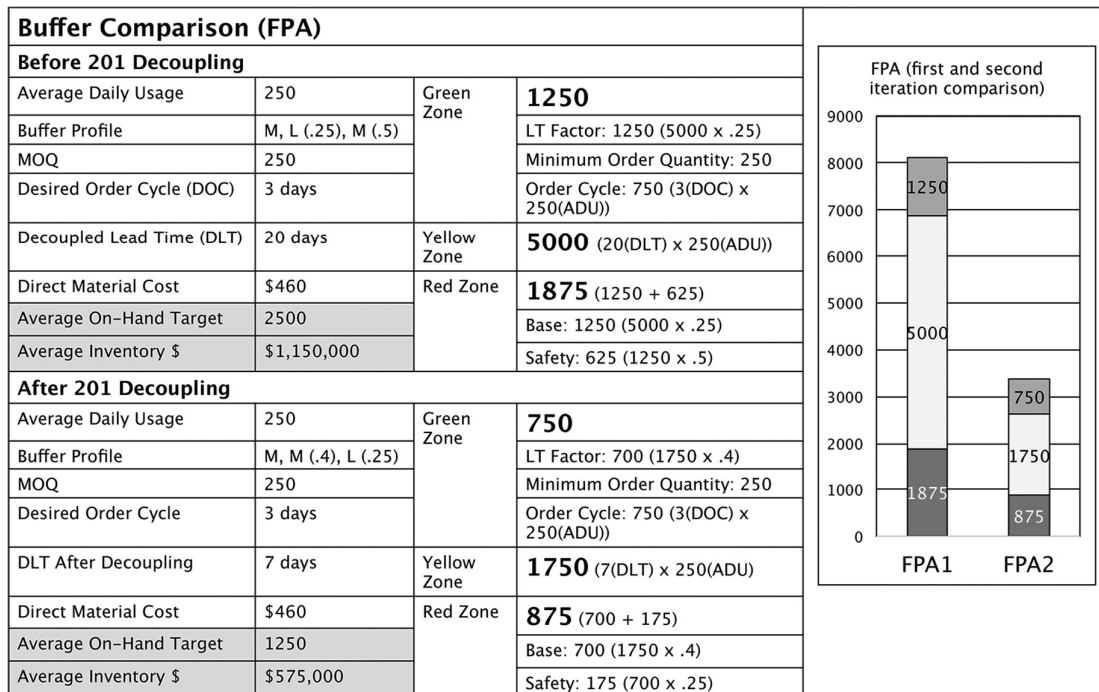 Buffer Comparison (FPA)
Before 201 Decoupling
Average Daily Usage 250 Green Zone 1250
Buffer Profile M, L (.25), M (.5) LT Factor: 1250 (5000 x .25)
MOQ 250 Minimum Order Quantity: 250
Desired Order Cycle (DOC) 3 days Order Cycle: 750 (3(DOC) x
250(ADU))
Decoupled Lead Time (DLT) 20 days Yellow Zone 5000 (20(DLT) x 250(ADU))
Direct Material Cost $460 Red Zone 1875 (1250 + 625)
Average On-Hand Target 2500 Base: 1250 (5000 x .25)
Average Inventory $ $1,150,000 Safety: 625 (1250 x .5)
After 201 Decoupling
Average Daily Usage 250 Green Zone 750
Buffer Profile M, M (.4), L (.25) LT Factor: 700 (1750 x .4)
MOQ 250 Minimum Order Quantity: 250
Desired Order Cycle 3 days Order Cycle: 750 (3(DOC) x
250(ADU))
DLT After Decoupling 7 days Yellow Zone 1750 (7(DLT) x 250(ADU)
Direct Material Cost $460 Red Zone 875 (700 + 175)
Average On-Hand Target 1250 Base: 700 (1750 x .4)
Average Inventory $ $575,000 Safety: 175 (700 x .25)
FPA (first and second
iteration comparison)
9000
8000
7000
6000
5000
4000
3000
2000
1000
0
1250
5000
1875
750
1750
875
FPA1 FPA2